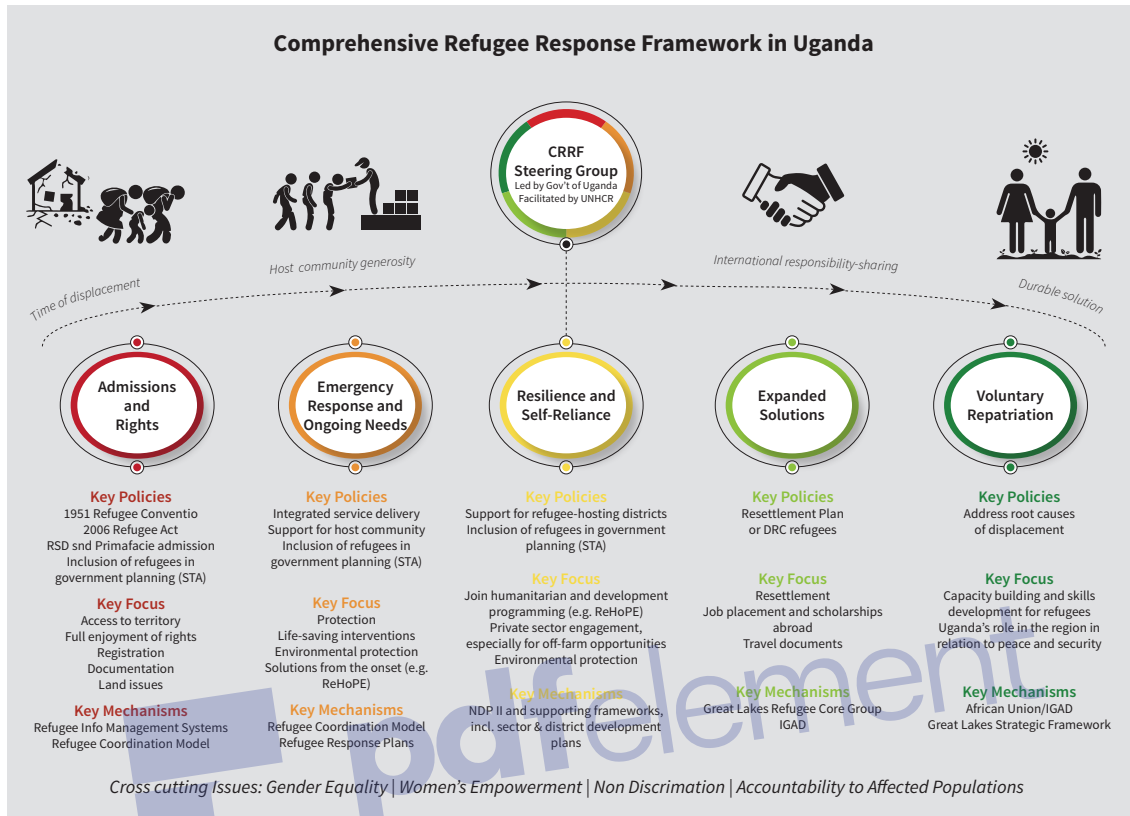 Comprehensive Refugee Response Framework in Uganda
CRRF
Steering Group
Led by Gov't of Uganda
Facilitated by UNHCR
Time of displacement
Host community generosity
International responsibility-sharing
Durable solution
Admissions
and
Rights
Key Policies
1951 Refugee Conventio
2006 Refugee Act
RSD snd Primafacie admission
Inclusion of refugees in
government planning (STA)
Key Focus
Access to territory
Full enjoyment of rights
Registration
Documentation
Land issues
Key Mechanisms
Refugee Info Management Systems
Refugee Coordination Model
Emergency
Response and
Ongoing Needs
Key Policies
Integrated service delivery
Support for host community
Inclusion of refugees in
government planning (STA)
Key Focus
Protection
Life-saving interventions
Environmental protection
Solutions from the onset (e.g.
ReHoPE)
Key Mechanisms
Refugee Coordination Model
Refugee Response Plans
Resilience and
Self-Reliance
Key Policies
Support for refugee-hosting districts
Inclusion of refugees in government
planning (STA)
Key Focus
Join humanitarian and development
programming (e.g. ReHoPE)
Private sector engagement,
especially for off-farm opportunities
Environmental protection
Key Mechanisms
NDP II and supporting frameworks,
incl. sector & district development
plans
Expanded
Solutions
Key Policies
Resettlement Plan
or DRC refugees
Key Focus
Resettlement
Job placement and scholarships
abroad
Travel documents
Key Mechanisms
Great Lakes Refugee Core Group
IGAD
Voluntary
Repatriation
Key Policies
Address root causes
of displacement
Key Focus
Capacity building and skills
development for refugees
Uganda's role in the region in
relation to peace and security
Key Mechanisms
African Union/IGAD
Great Lakes Strategic Framework
Cross cutting Issues: Gender Equality | Women's Empowerment | Non Discrimation | Accountability to Affected Populations
pdfelement